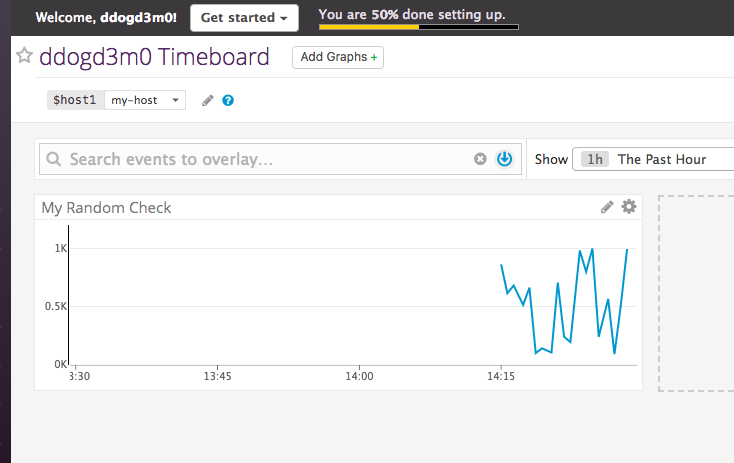 Welcome, ddogd3m0! Get started You are 50% done setting up.
ddogd3m0 Timeboard Add Graphs +
$host1 my-host ?
Search events to overlay... Show 1h The Past Hour
My Random Check
1K
0.5K
0K
3:30 13:45 14:00 14:15